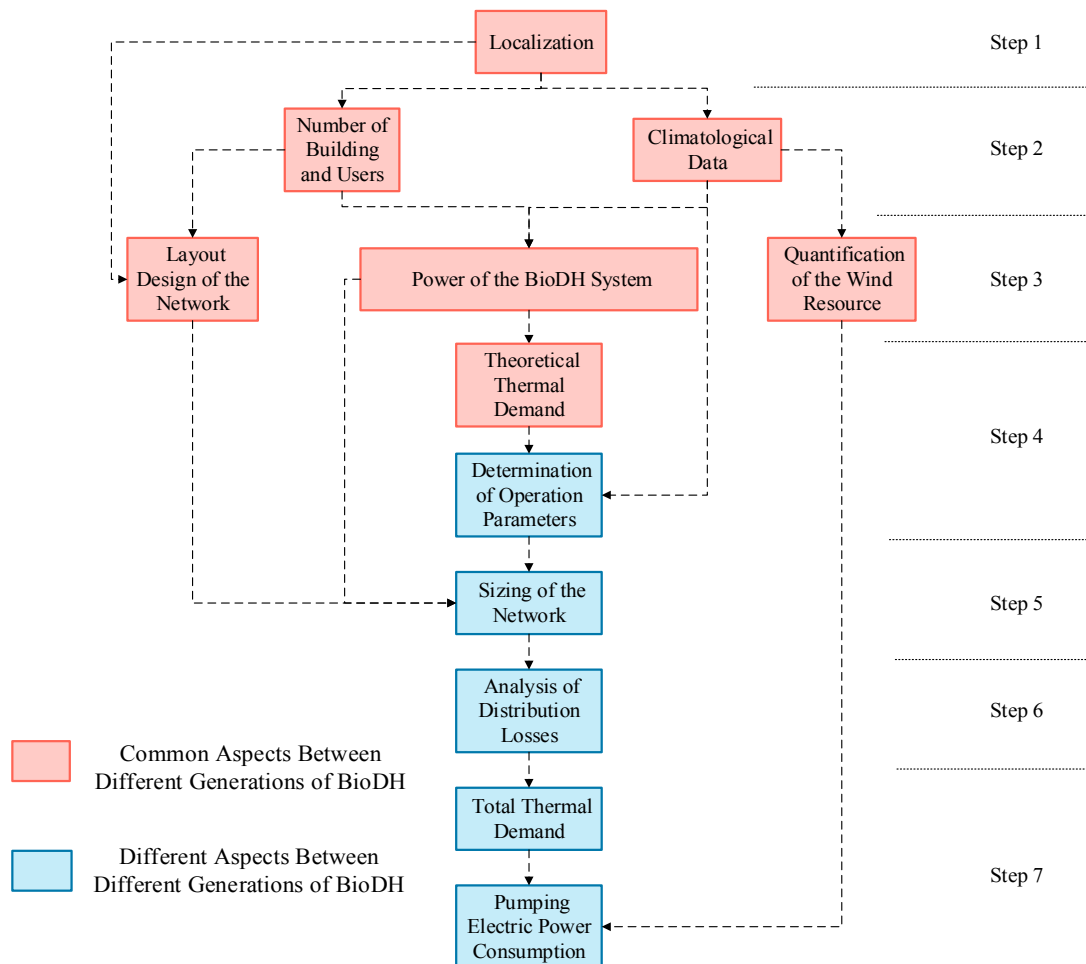 Localization
Step 1
Number of
Building
and Users
Climatological
Data
Step 2
Layout
Design of the
Network
Power of the BioDH System
Quantification
of the Wind
Resource
Step 3
Theoretical
Thermal
Demand
Step 4
Determination
of Operation
Parameters
Sizing of the
Network
Step 5
Analysis of
Distribution
Losses
Step 6
Common Aspects Between
Different Generations of BioDH
Total Thermal
Demand
Different Aspects Between
Different Generations of BioDH
Step 7
Pumping
Electric Power
Consumption